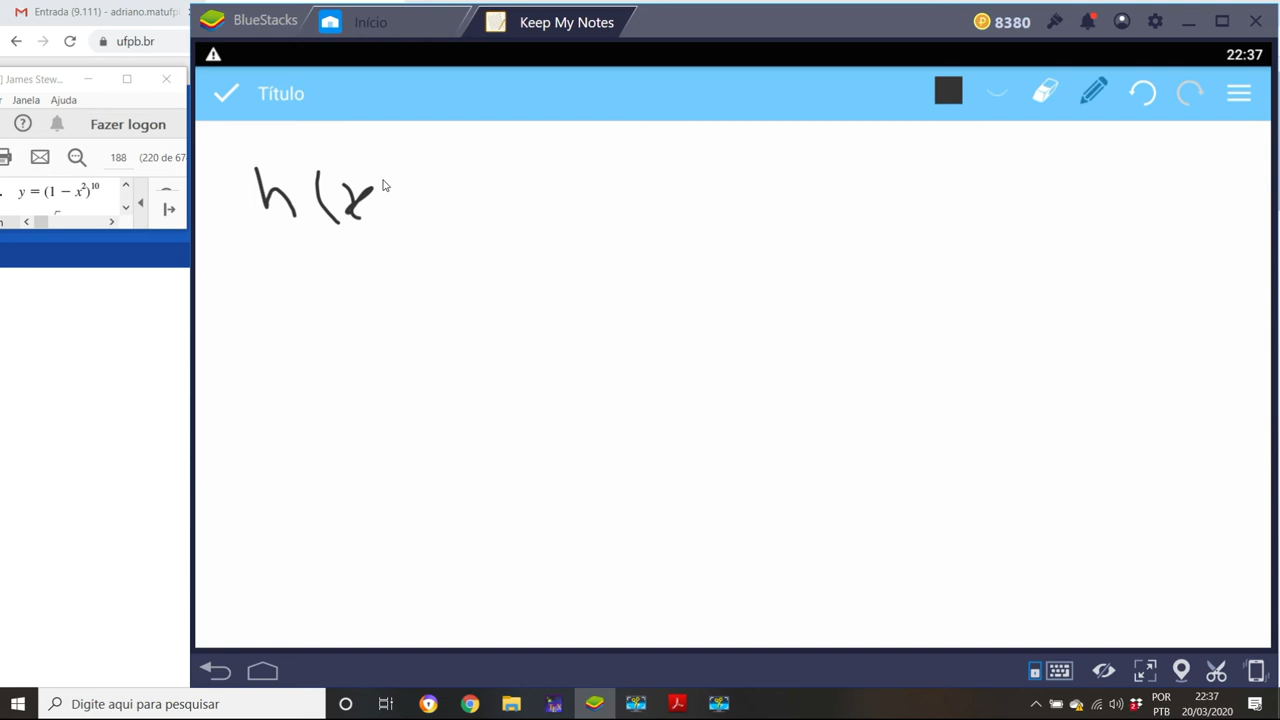 Entrada (9.111) - adriano.matufpl
BlueStacks
Início
Keep My Notes
8380
ufpb.br
22:37
James Stew...
Título
Janela Ajuda
Fazer logon
188 (220 de 67
y = (1 − x²)¹⁰
h (x
Digite aqui para pesquisar
POR
PTB
22:37
20/03/2020